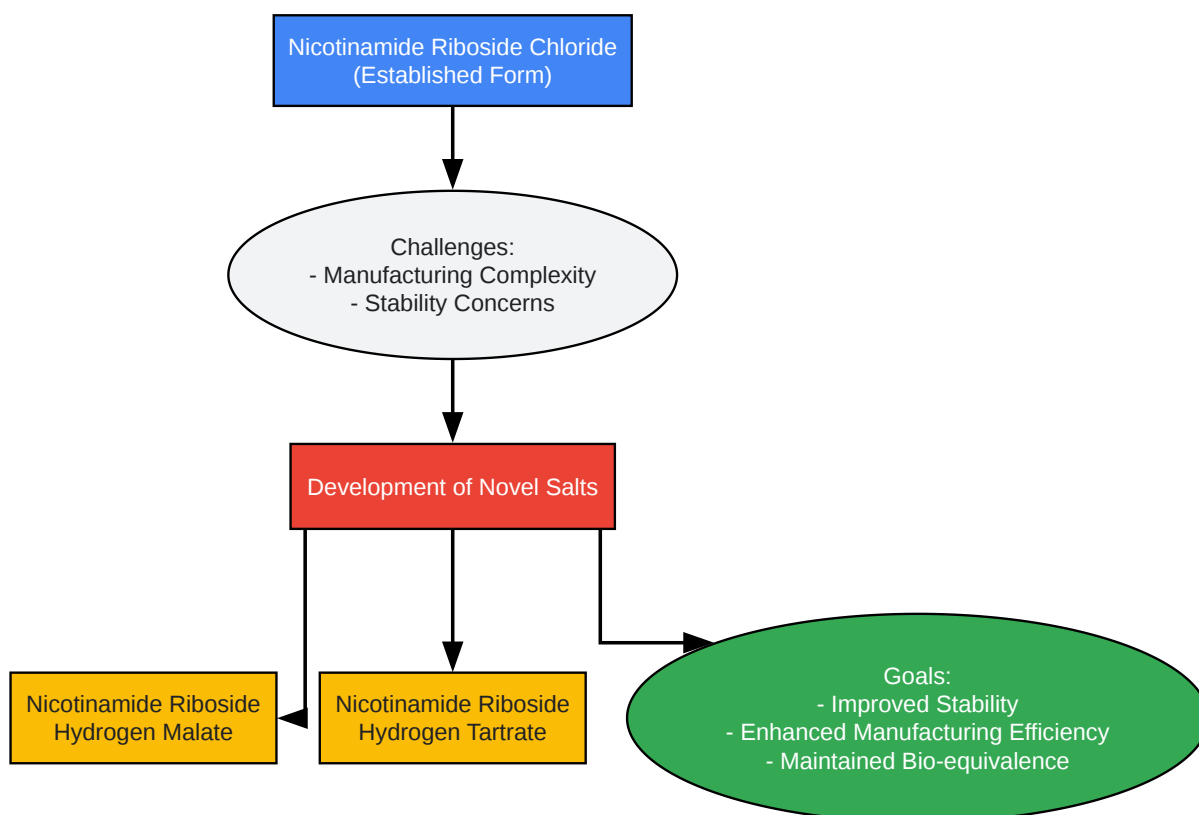 Nicotinamide Riboside Chloride
(Established Form)
Challenges:
- Manufacturing Complexity
- Stability Concerns
Development of Novel Salts
Nicotinamide Riboside
Hydrogen Malate
Nicotinamide Riboside
Hydrogen Tartrate
Goals:
- Improved Stability
- Enhanced Manufacturing Efficiency
- Maintained Bio-equivalence